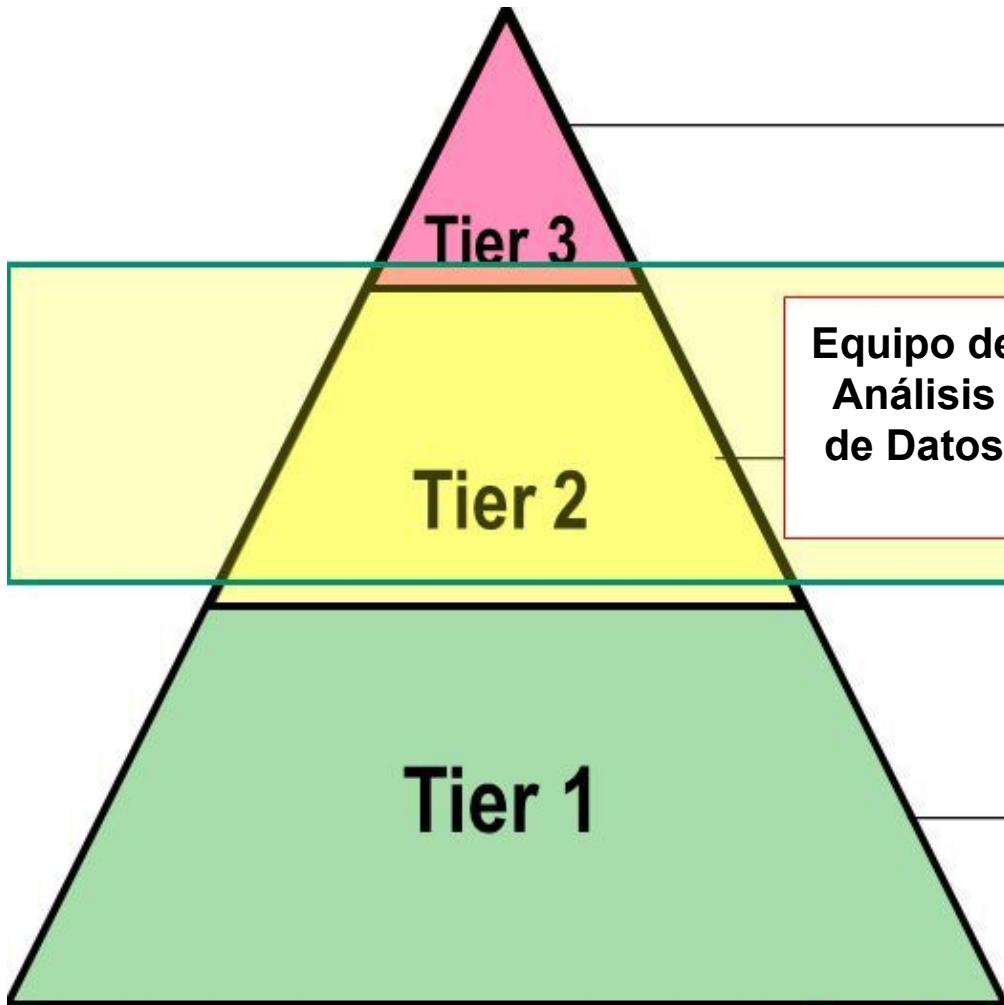 Tier 3
Equipo de
Análisis
de Datos
Tier 2
Tier 1